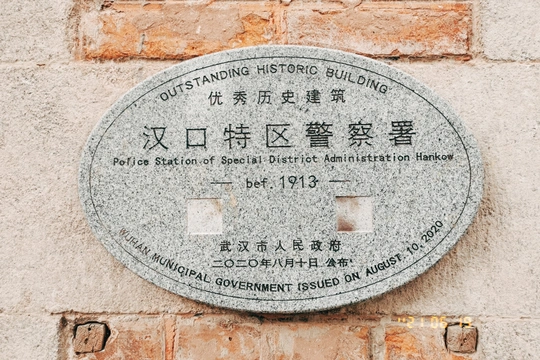 OUTSTANDING HISTORIC BUILDING
优秀历史建筑
汉口特区警察署
Police Station of Special District Administration Hankow
bef. 1913
武汉市人民政府
二〇二〇年八月十日 公布
WUHAN MUNIQIPAL GOVERNMENT ISSUED ON AUGUST 10, 2020